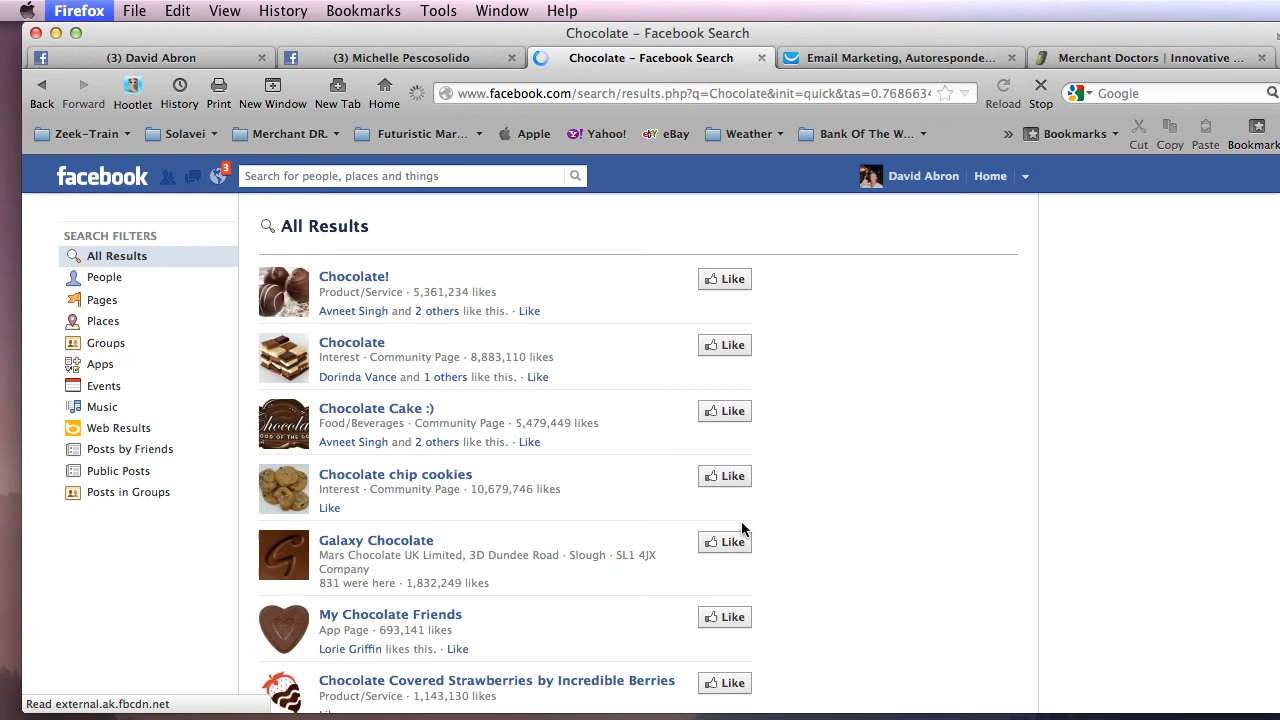 Firefox File Edit View History Bookmarks Tools Window Help
Chocolate – Facebook Search
(3) David Abron
(3) Michelle Pescosolido
Chocolate – Facebook Search
Email Marketing, Autoresponde...
Merchant Doctors | Innovative ...
www.facebook.com/search/results.php?q=Chocolate&init=quick&tas=0.7686634
Google
Back Forward Hootlet History Print New Window New Tab Home Reload Stop
Zeek-Train Solavei Merchant DR. Futuristic Mar... Apple Yahoo! eBay Weather Bank Of The W... » Bookmarks Cut Copy Paste Bookmark
facebook 3 Search for people, places and things David Abron Home
SEARCH FILTERS
All Results
People
Pages
Places
Groups
Apps
Events
Music
Web Results
Posts by Friends
Public Posts
Posts in Groups
All Results
Chocolate!
Product/Service · 5,361,234 likes
Avneet Singh and 2 others like this. · Like
Like
Chocolate
Interest · Community Page · 8,883,110 likes
Dorinda Vance and 1 others like this. · Like
Like
Chocolate Cake :)
Food/Beverages · Community Page · 5,479,449 likes
Avneet Singh and 2 others like this. · Like
Like
Chocolate chip cookies
Interest · Community Page · 10,679,746 likes
Like
Like
Galaxy Chocolate
Mars Chocolate UK Limited, 3D Dundee Road · Slough · SL1 4JX
Company
831 were here · 1,832,249 likes
Like
My Chocolate Friends
App Page · 693,141 likes
Lorie Griffin likes this. · Like
Like
Chocolate Covered Strawberries by Incredible Berries
Product/Service · 1,143,130 likes
Like
Read external.ak.fbcdn.net